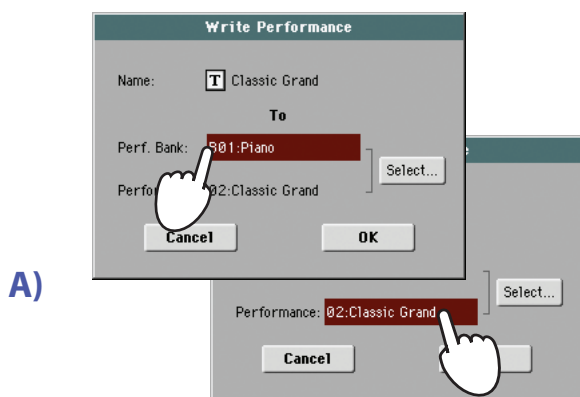 Write Performance
Name: T Classic Grand
To
Perf. Bank: B01:Piano
Select...
02:Classic Grand
Cancel OK
A)
Select...
Performance: 02:Classic Grand
Cancel